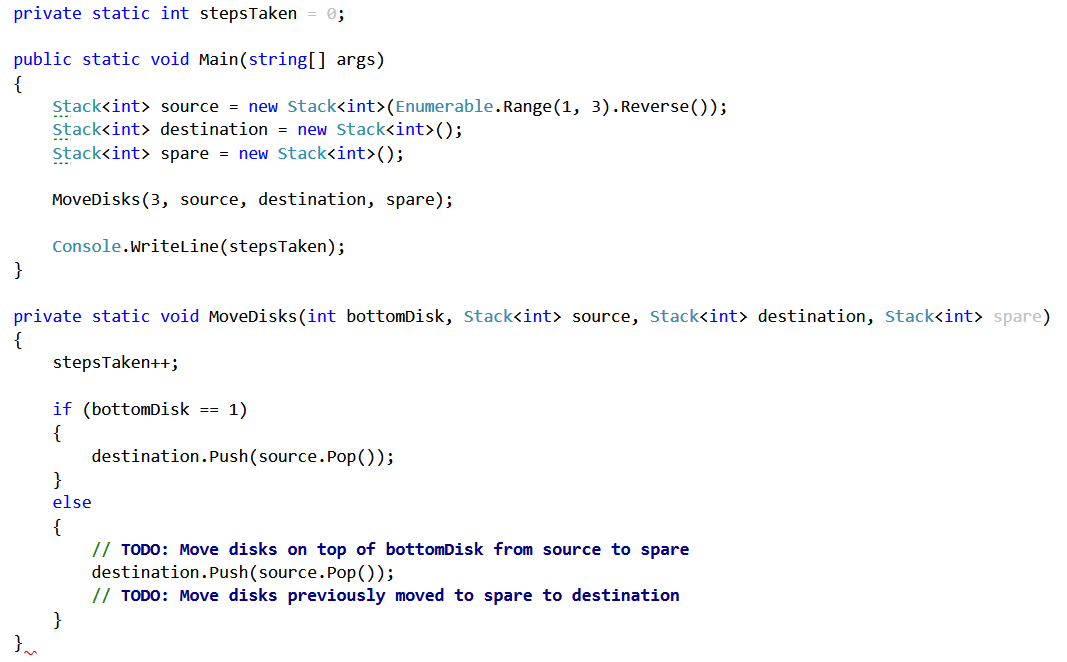 private static int stepsTaken = 0;
public static void Main(string[] args)
{
Stack<int> source = new Stack<int>(Enumerable.Range(1, 3).Reverse());
Stack<int> destination = new Stack<int>();
Stack<int> spare = new Stack<int>();
MoveDisks(3, source, destination, spare);
Console.WriteLine(stepsTaken);
}
private static void MoveDisks(int bottomDisk, Stack<int> source, Stack<int> destination, Stack<int> spare)
{
stepsTaken++;
if (bottomDisk == 1)
{
destination.Push(source.Pop());
}
else
{
// TODO: Move disks on top of bottomDisk from source to spare
destination.Push(source.Pop());
// TODO: Move disks previously moved to spare to destination
}
}